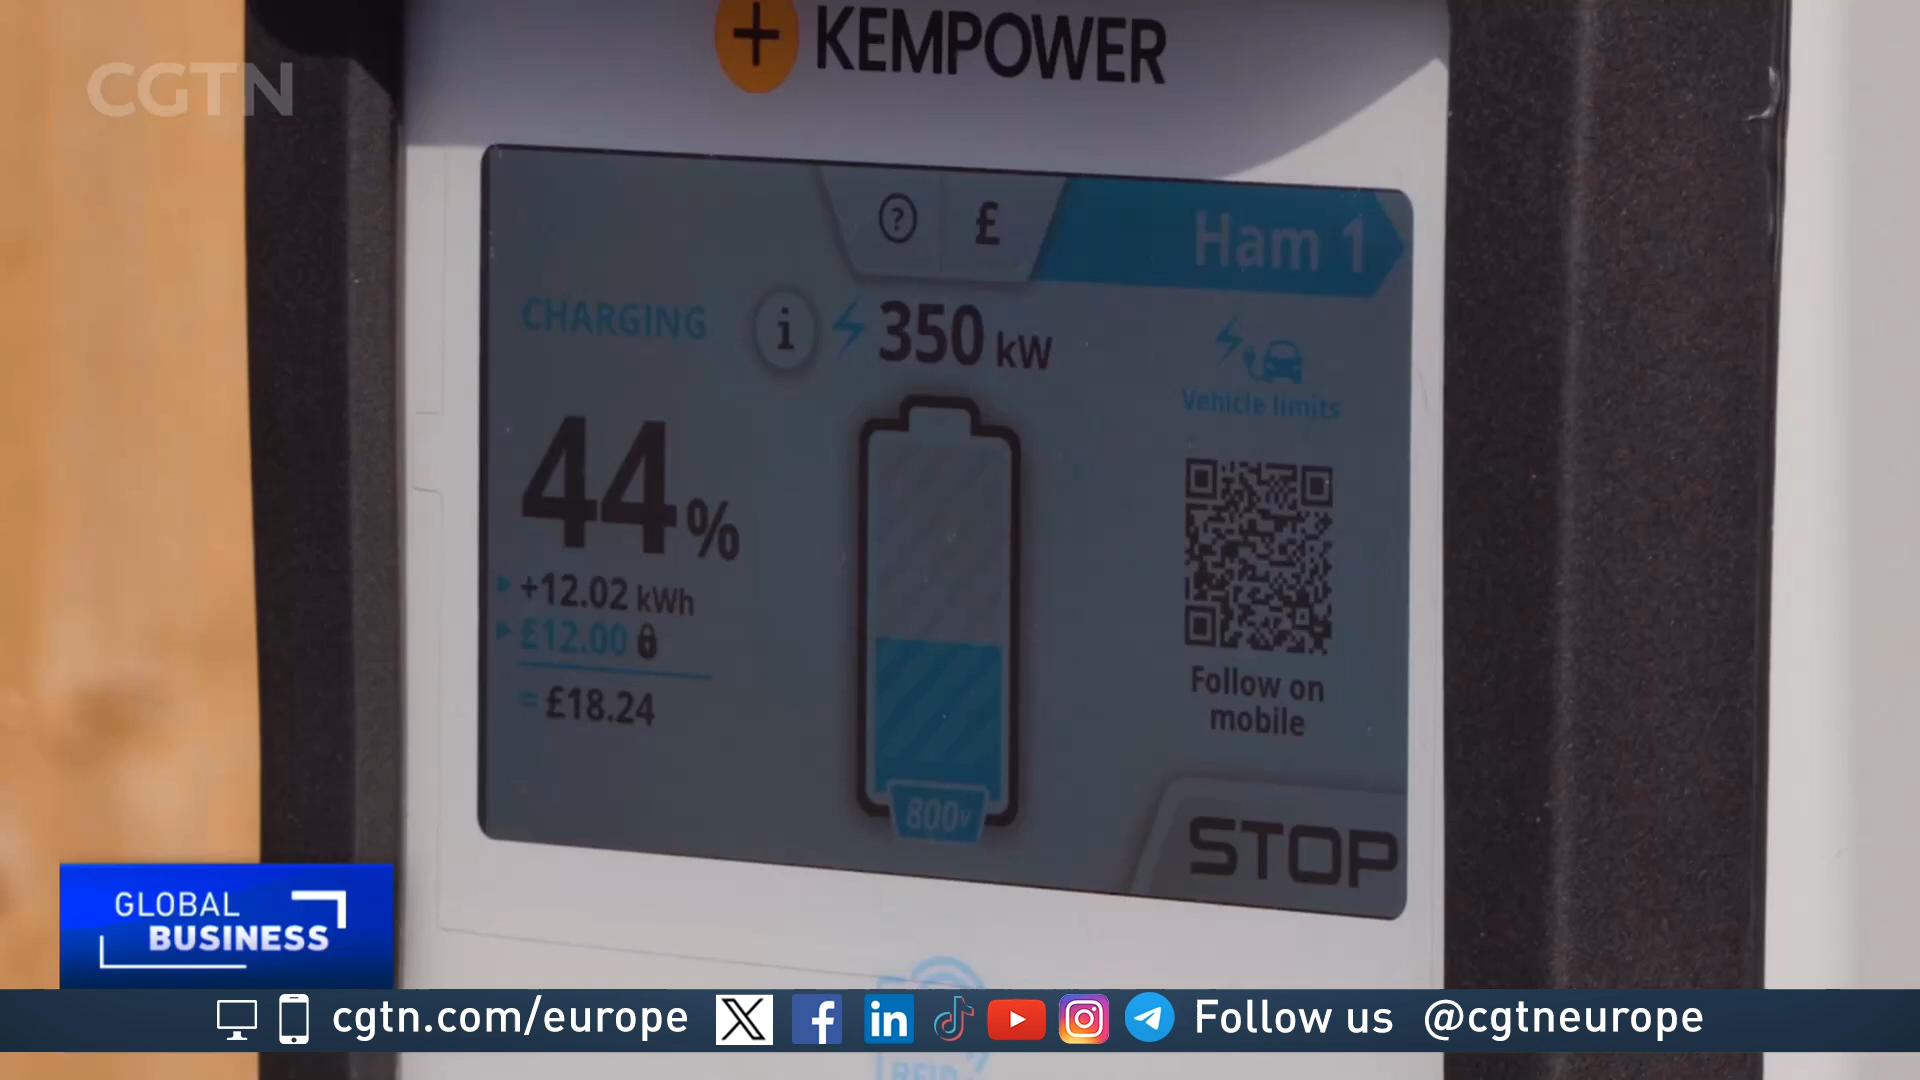 CGTN
+ KEMPOWER
? £ Ham 1
CHARGING
i 350 kW
Vehicle limits
44%
+12.02 kWh
£12.00
= £18.24
800v
Follow on
mobile
STOP
GLOBAL
BUSINESS
cgtn.com/europe Follow us @cgtneurope
RFID